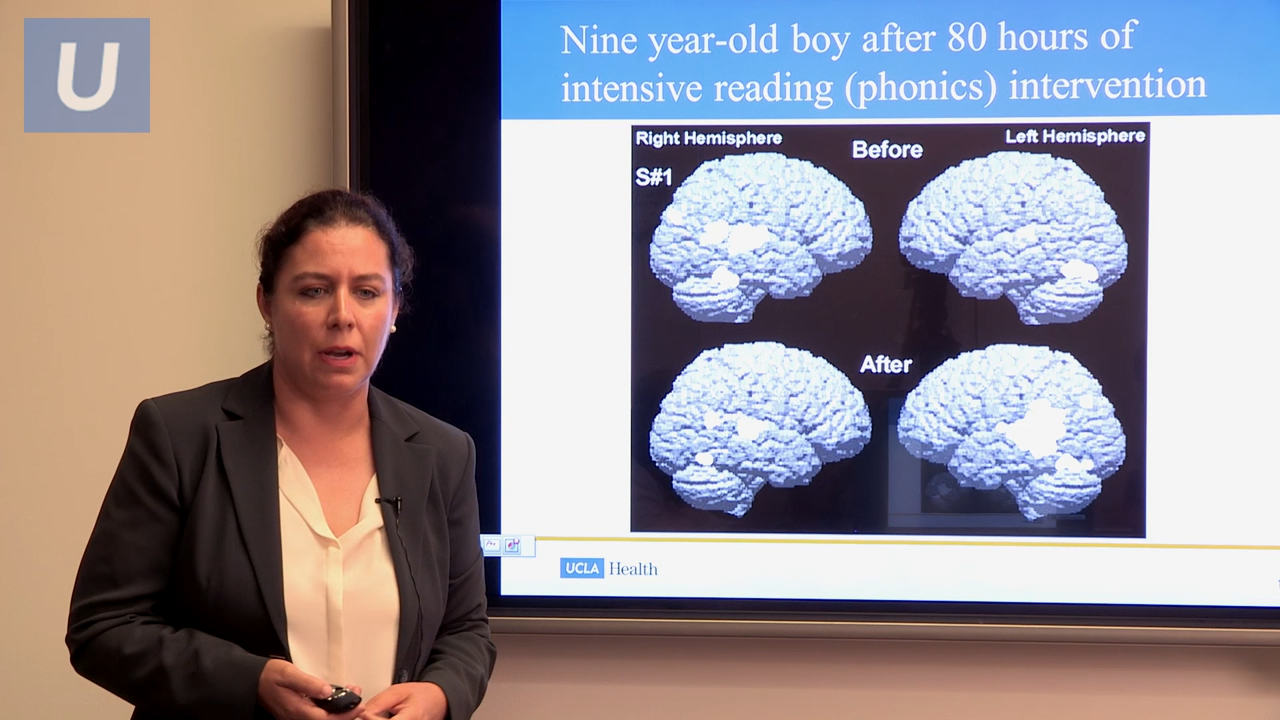 U
Nine year-old boy after 80 hours of
intensive reading (phonics) intervention
Right Hemisphere
Before
Left Hemisphere
S#1
After
UCLA Health